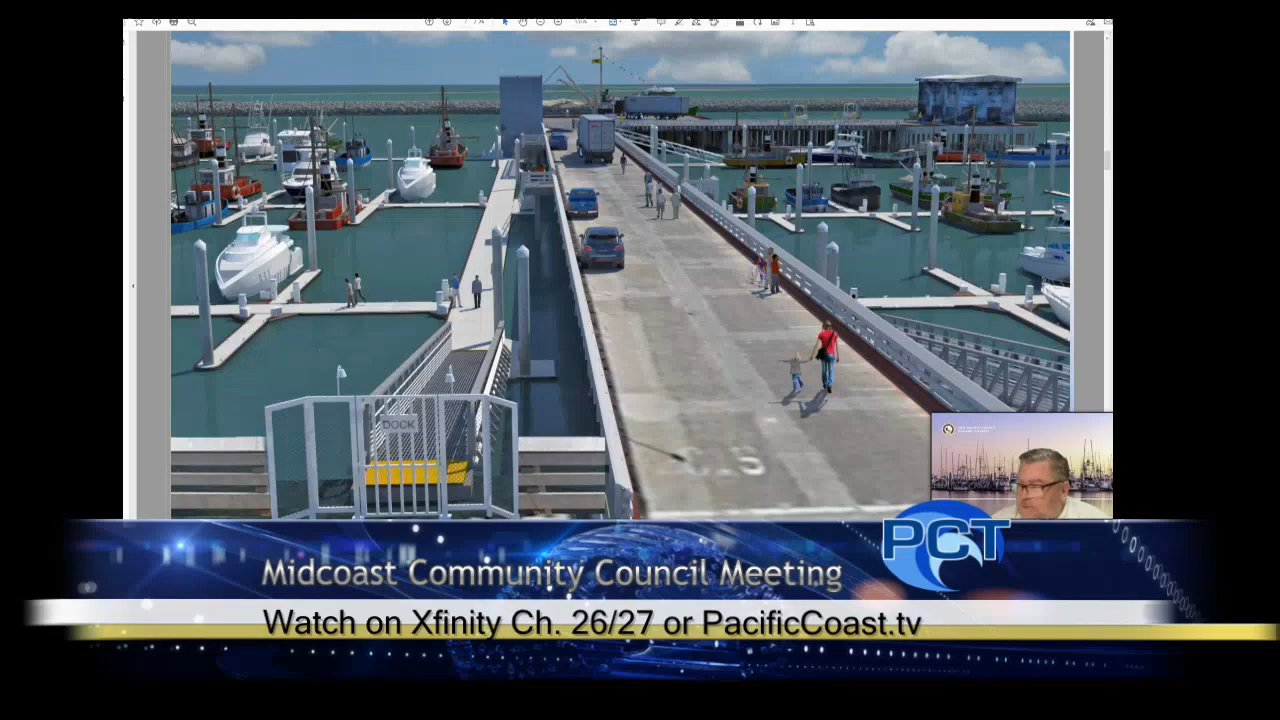 DOCK
PCT
Midcoast Community Council Meeting
Watch on Xfinity Ch. 26/27 or PacificCoast.tv